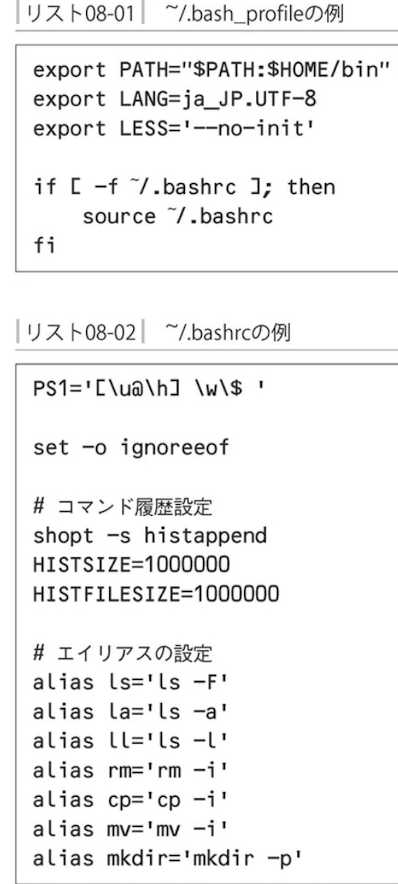 リスト08-01 ~/.bash_profileの例
export PATH="$PATH:$HOME/bin"
export LANG=ja_JP.UTF-8
export LESS='--no-init'
if [ -f ~/.bashrc ]; then
    source ~/.bashrc
fi
リスト08-02 ~/.bashrcの例
PS1='[\u@\h] \w\$ '
set -o ignoreeof
# コマンド履歴設定
shopt -s histappend
HISTSIZE=1000000
HISTFILESIZE=1000000
# エイリアスの設定
alias ls='ls -F'
alias la='ls -a'
alias ll='ls -l'
alias rm='rm -i'
alias cp='cp -i'
alias mv='mv -i'
alias mkdir='mkdir -p'